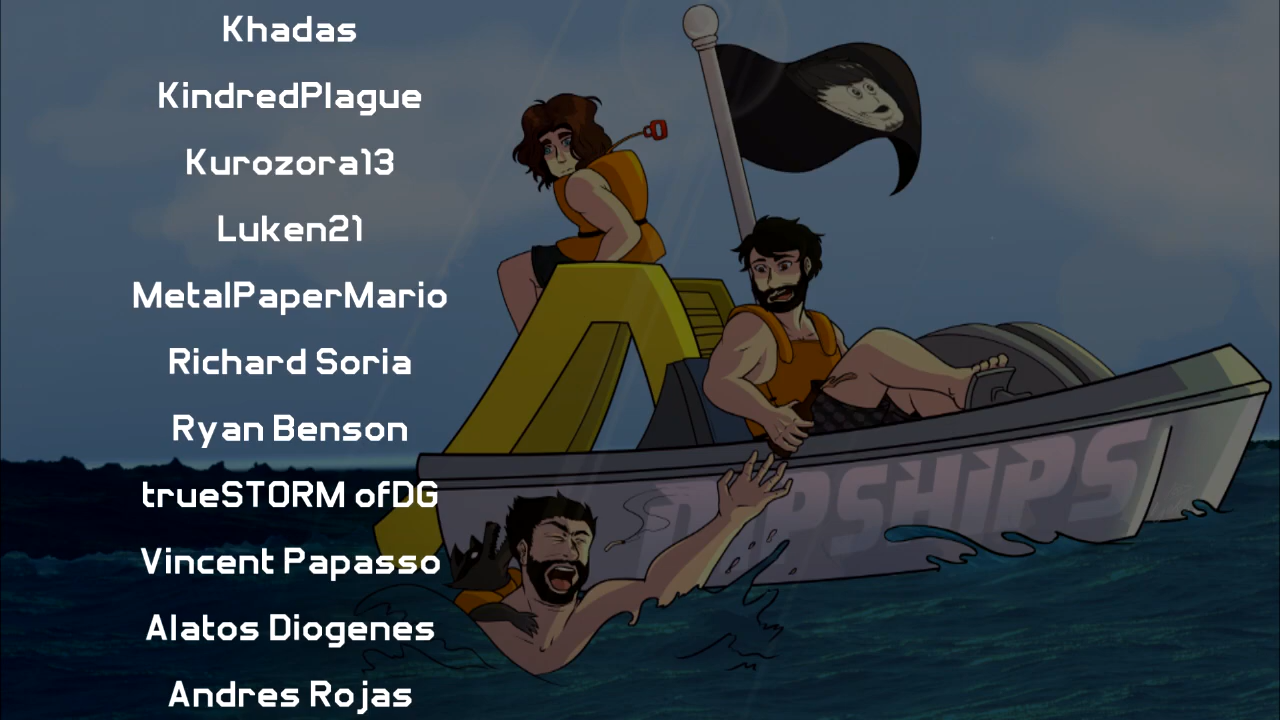 Khadas
KindredPlague
Kurozora13
Luken21
MetalPaperMario
Richard Soria
Ryan Benson
trueSTORM ofDG
Vincent Papasso
Alatos Diogenes
Andres Rojas